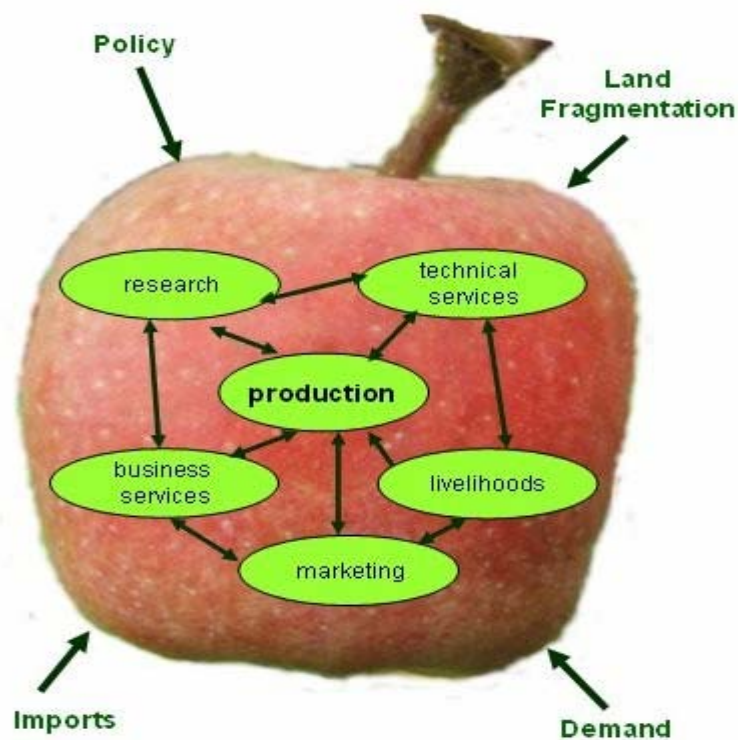 Policy
Land
Fragmentation
research
technical
services
production
business
services
livelihoods
marketing
Imports
Demand